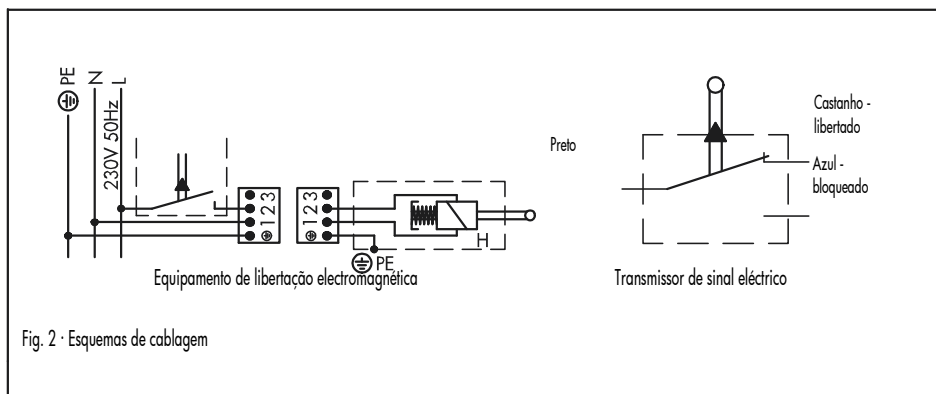 PE
N
L
230V 50Hz
1 2 3
1 2 3
H
PE
Equipamento de libertação electromagnética
Preto
Castanho -
libertado
Azul -
bloqueado
Transmissor de sinal eléctrico
Fig. 2 · Esquemas de cablagem